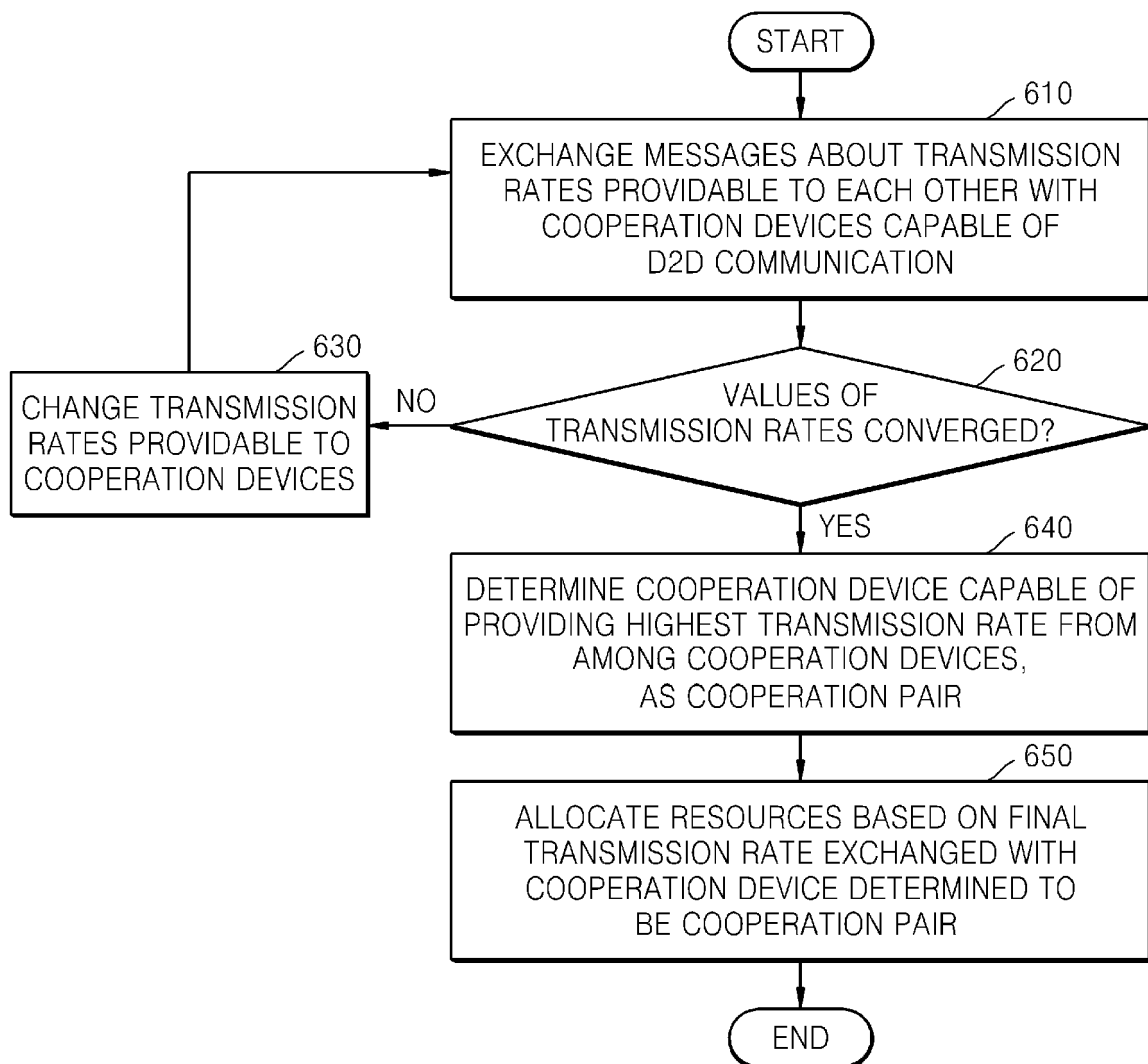 START
610
EXCHANGE MESSAGES ABOUT TRANSMISSION
RATES PROVIDABLE TO EACH OTHER WITH
COOPERATION DEVICES CAPABLE OF
D2D COMMUNICATION
630
CHANGE TRANSMISSION
RATES PROVIDABLE TO
COOPERATION DEVICES
NO
620
VALUES OF
TRANSMISSION RATES CONVERGED?
YES
640
DETERMINE COOPERATION DEVICE CAPABLE OF
PROVIDING HIGHEST TRANSMISSION RATE FROM
AMONG COOPERATION DEVICES,
AS COOPERATION PAIR
650
ALLOCATE RESOURCES BASED ON FINAL
TRANSMISSION RATE EXCHANGED WITH
COOPERATION DEVICE DETERMINED TO
BE COOPERATION PAIR
END